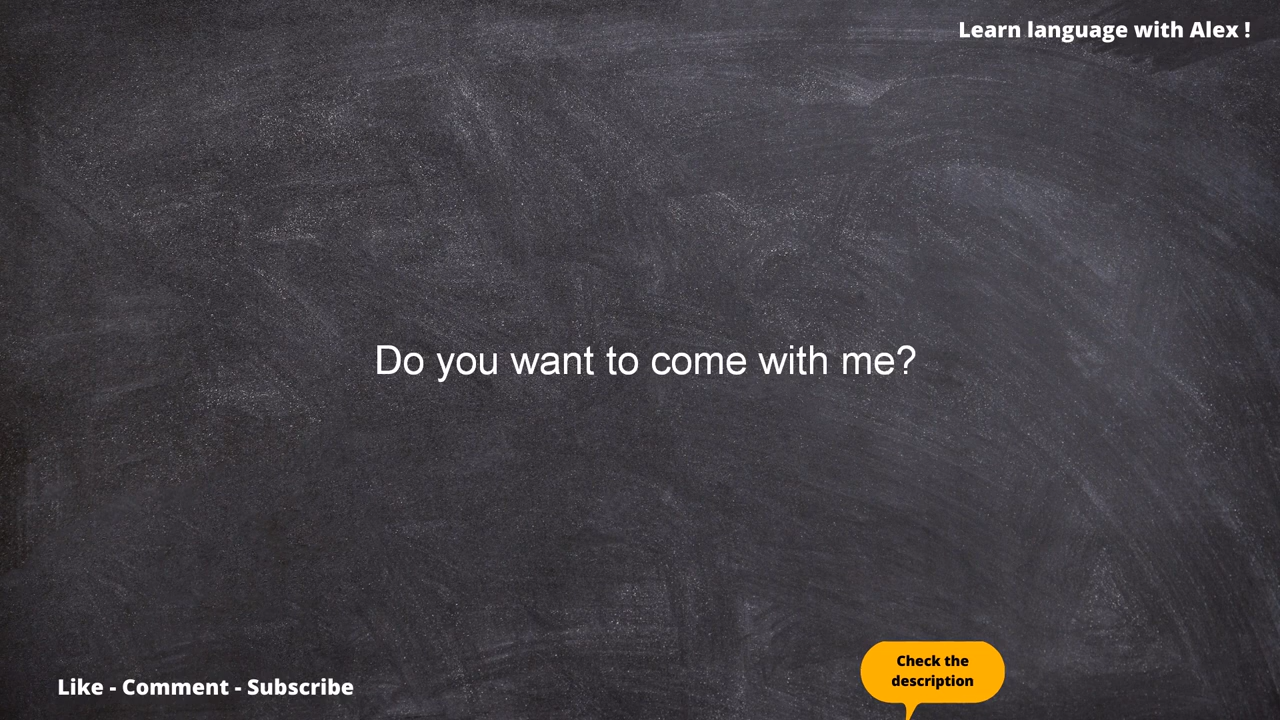 Learn language with Alex !
Do you want to come with me?
Check the
description
Like - Comment - Subscribe